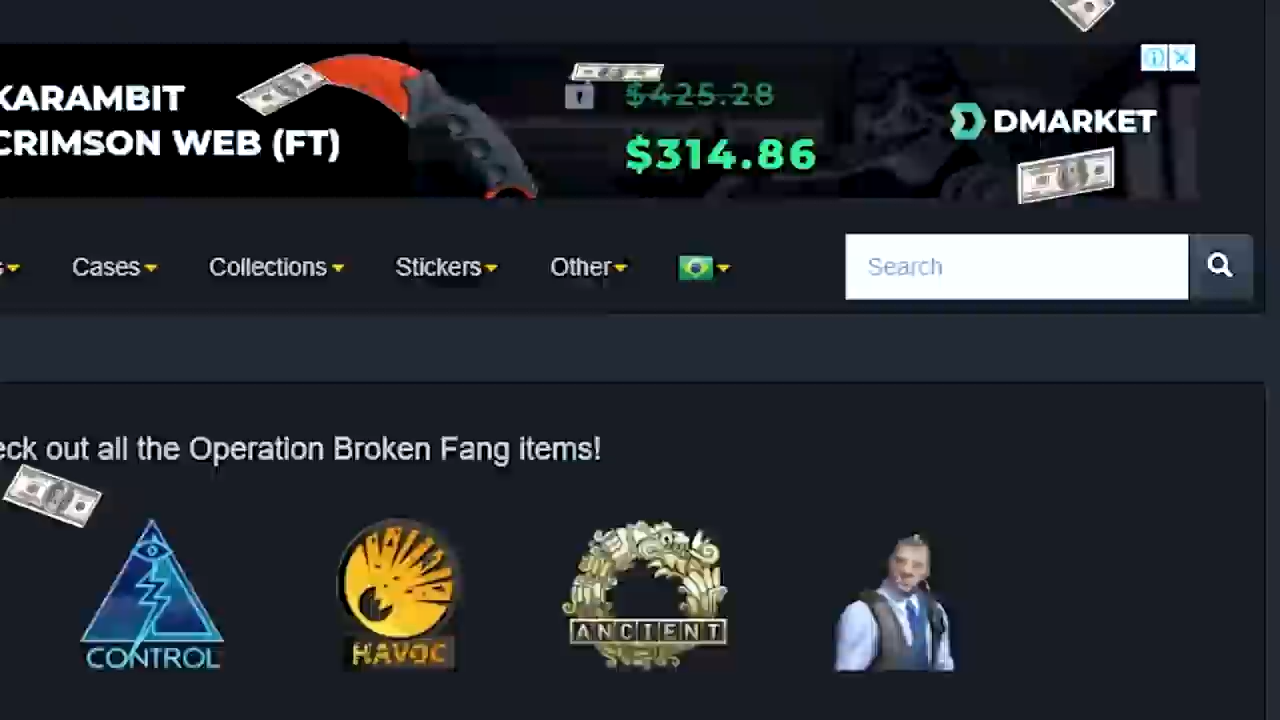 KARAMBIT
CRIMSON WEB (FT)
$425.28
$314.86
DMARKET
Cases
Collections
Stickers
Other
Search
eck out all the Operation Broken Fang items!
CONTROL
HAVOC
ANCIENT